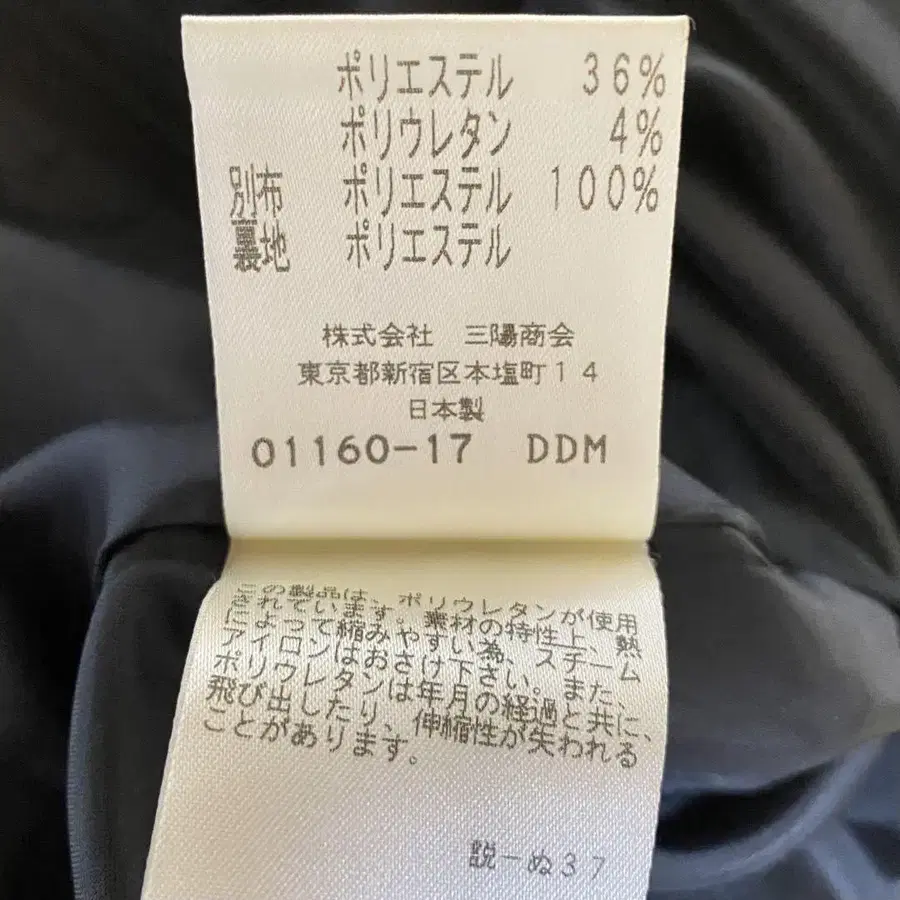 ポリエステル 36%
ポリウレタン 4%
別布 ポリエステル 100%
裏地 ポリエステル
株式会社 三陽商会
東京都新宿区本塩町14
日本製
01160-17 DDM
この製品は、ポリウレタンが使用
されています。素材の特性上、熱
によって縮みやすい為、スチーム
アイロンはおさけ下さい。また、
ポリウレタンは年月の経過と共に、
飛び出したり、伸縮性が失われる
ことがあります。
説-ぬ37